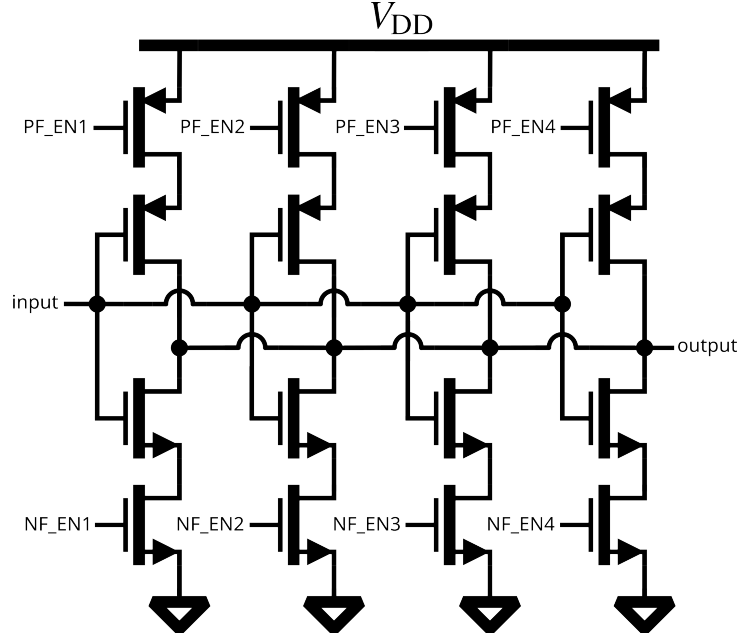 VDD
PF_EN1 PF_EN2 PF_EN3 PF_EN4
input
output
NF_EN1 NF_EN2 NF_EN3 NF_EN4